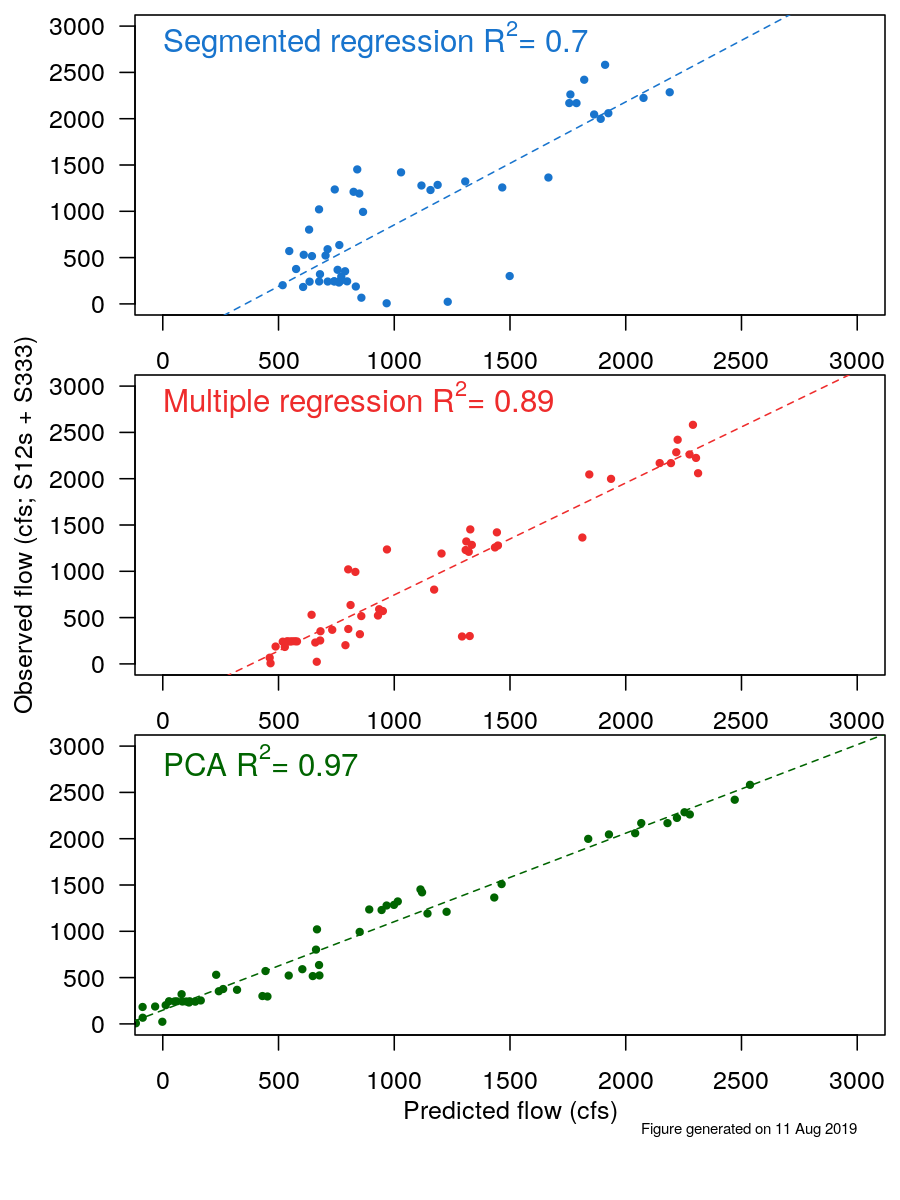 Segmented regression R2= 0.7
3000
2500
2000
1500
1000
500
0
0 500 1000 1500 2000 2500 3000
Multiple regression R2= 0.89
3000
2500
2000
1500
1000
500
0
0 500 1000 1500 2000 2500 3000
PCA R2= 0.97
3000
2500
2000
1500
1000
500
0
0 500 1000 1500 2000 2500 3000
Observed flow (cfs; S12s + S333)
Predicted flow (cfs)
Figure generated on 11 Aug 2019